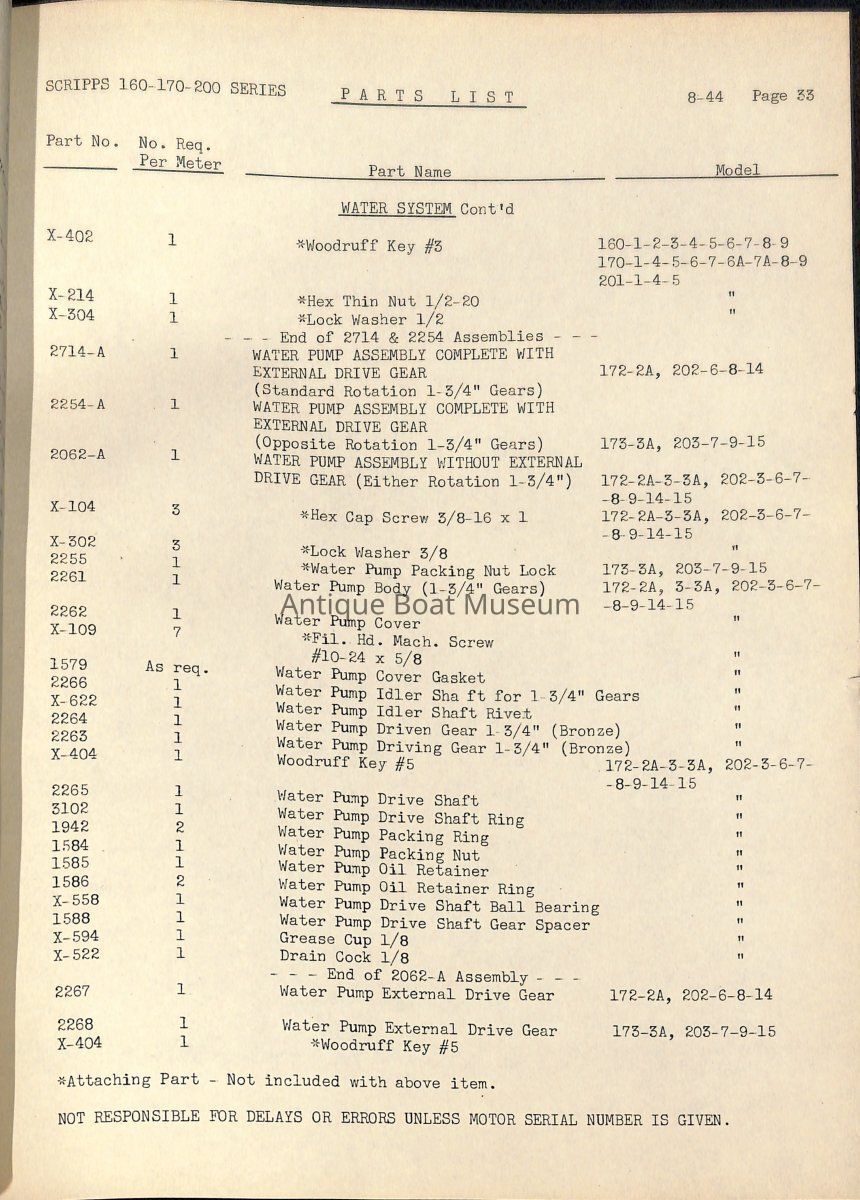 SCRIPPS 160-170-200 SERIES PARTS LIST 8-44 Page 33
Part No. No. Req. Per Meter Part Name Model
WATER SYSTEM Cont'd
X-402 1 *Woodruff Key #3 160-1-2-3-4-5-6-7-8-9
170-1-4-5-6-7-6A-7A-8-9
201-1-4-5
X-214 1 *Hex Thin Nut 1/2-20 "
X-304 1 *Lock Washer 1/2 "
- - - End of 2714 & 2254 Assemblies - - -
2714-A 1 WATER PUMP ASSEMBLY COMPLETE WITH
EXTERNAL DRIVE GEAR 172-2A, 202-6-8-14
(Standard Rotation 1-3/4" Gears)
2254-A 1 WATER PUMP ASSEMBLY COMPLETE WITH
EXTERNAL DRIVE GEAR
(Opposite Rotation 1-3/4" Gears) 173-3A, 203-7-9-15
2062-A 1 WATER PUMP ASSEMBLY WITHOUT EXTERNAL
DRIVE GEAR (Either Rotation 1-3/4") 172-2A-3-3A, 202-3-6-7-
-8-9-14-15
X-104 3 *Hex Cap Screw 3/8-16 x 1 172-2A-3-3A, 202-3-6-7-
-8-9-14-15
X-302 3 *Lock Washer 3/8 "
2255 1 *Water Pump Packing Nut Lock 173-3A, 203-7-9-15
2261 1 Water Pump Body (1-3/4" Gears) 172-2A, 3-3A, 202-3-6-7-
-8-9-14-15
Antique Boat Museum
2262 1 Water Pump Cover "
X-109 7 *Fil. Hd. Mach. Screw
#10-24 x 5/8 "
1579 As req. Water Pump Cover Gasket "
2266 1 Water Pump Idler Sha ft for 1-3/4" Gears "
X-622 1 Water Pump Idler Shaft Rivet "
2264 1 Water Pump Driven Gear 1-3/4" (Bronze) "
2263 1 Water Pump Driving Gear 1-3/4" (Bronze) "
X-404 1 Woodruff Key #5 172-2A-3-3A, 202-3-6-7-
-8-9-14-15
2265 1 Water Pump Drive Shaft "
3102 1 Water Pump Drive Shaft Ring "
1942 2 Water Pump Packing Ring "
1584 1 Water Pump Packing Nut "
1585 1 Water Pump Oil Retainer "
1586 2 Water Pump Oil Retainer Ring "
X-558 1 Water Pump Drive Shaft Ball Bearing "
1588 1 Water Pump Drive Shaft Gear Spacer "
X-594 1 Grease Cup 1/8 "
X-522 1 Drain Cock 1/8 "
- - - End of 2062-A Assembly - - -
2267 1 Water Pump External Drive Gear 172-2A, 202-6-8-14
2268 1 Water Pump External Drive Gear 173-3A, 203-7-9-15
X-404 1 *Woodruff Key #5
*Attaching Part - Not included with above item.
NOT RESPONSIBLE FOR DELAYS OR ERRORS UNLESS MOTOR SERIAL NUMBER IS GIVEN.